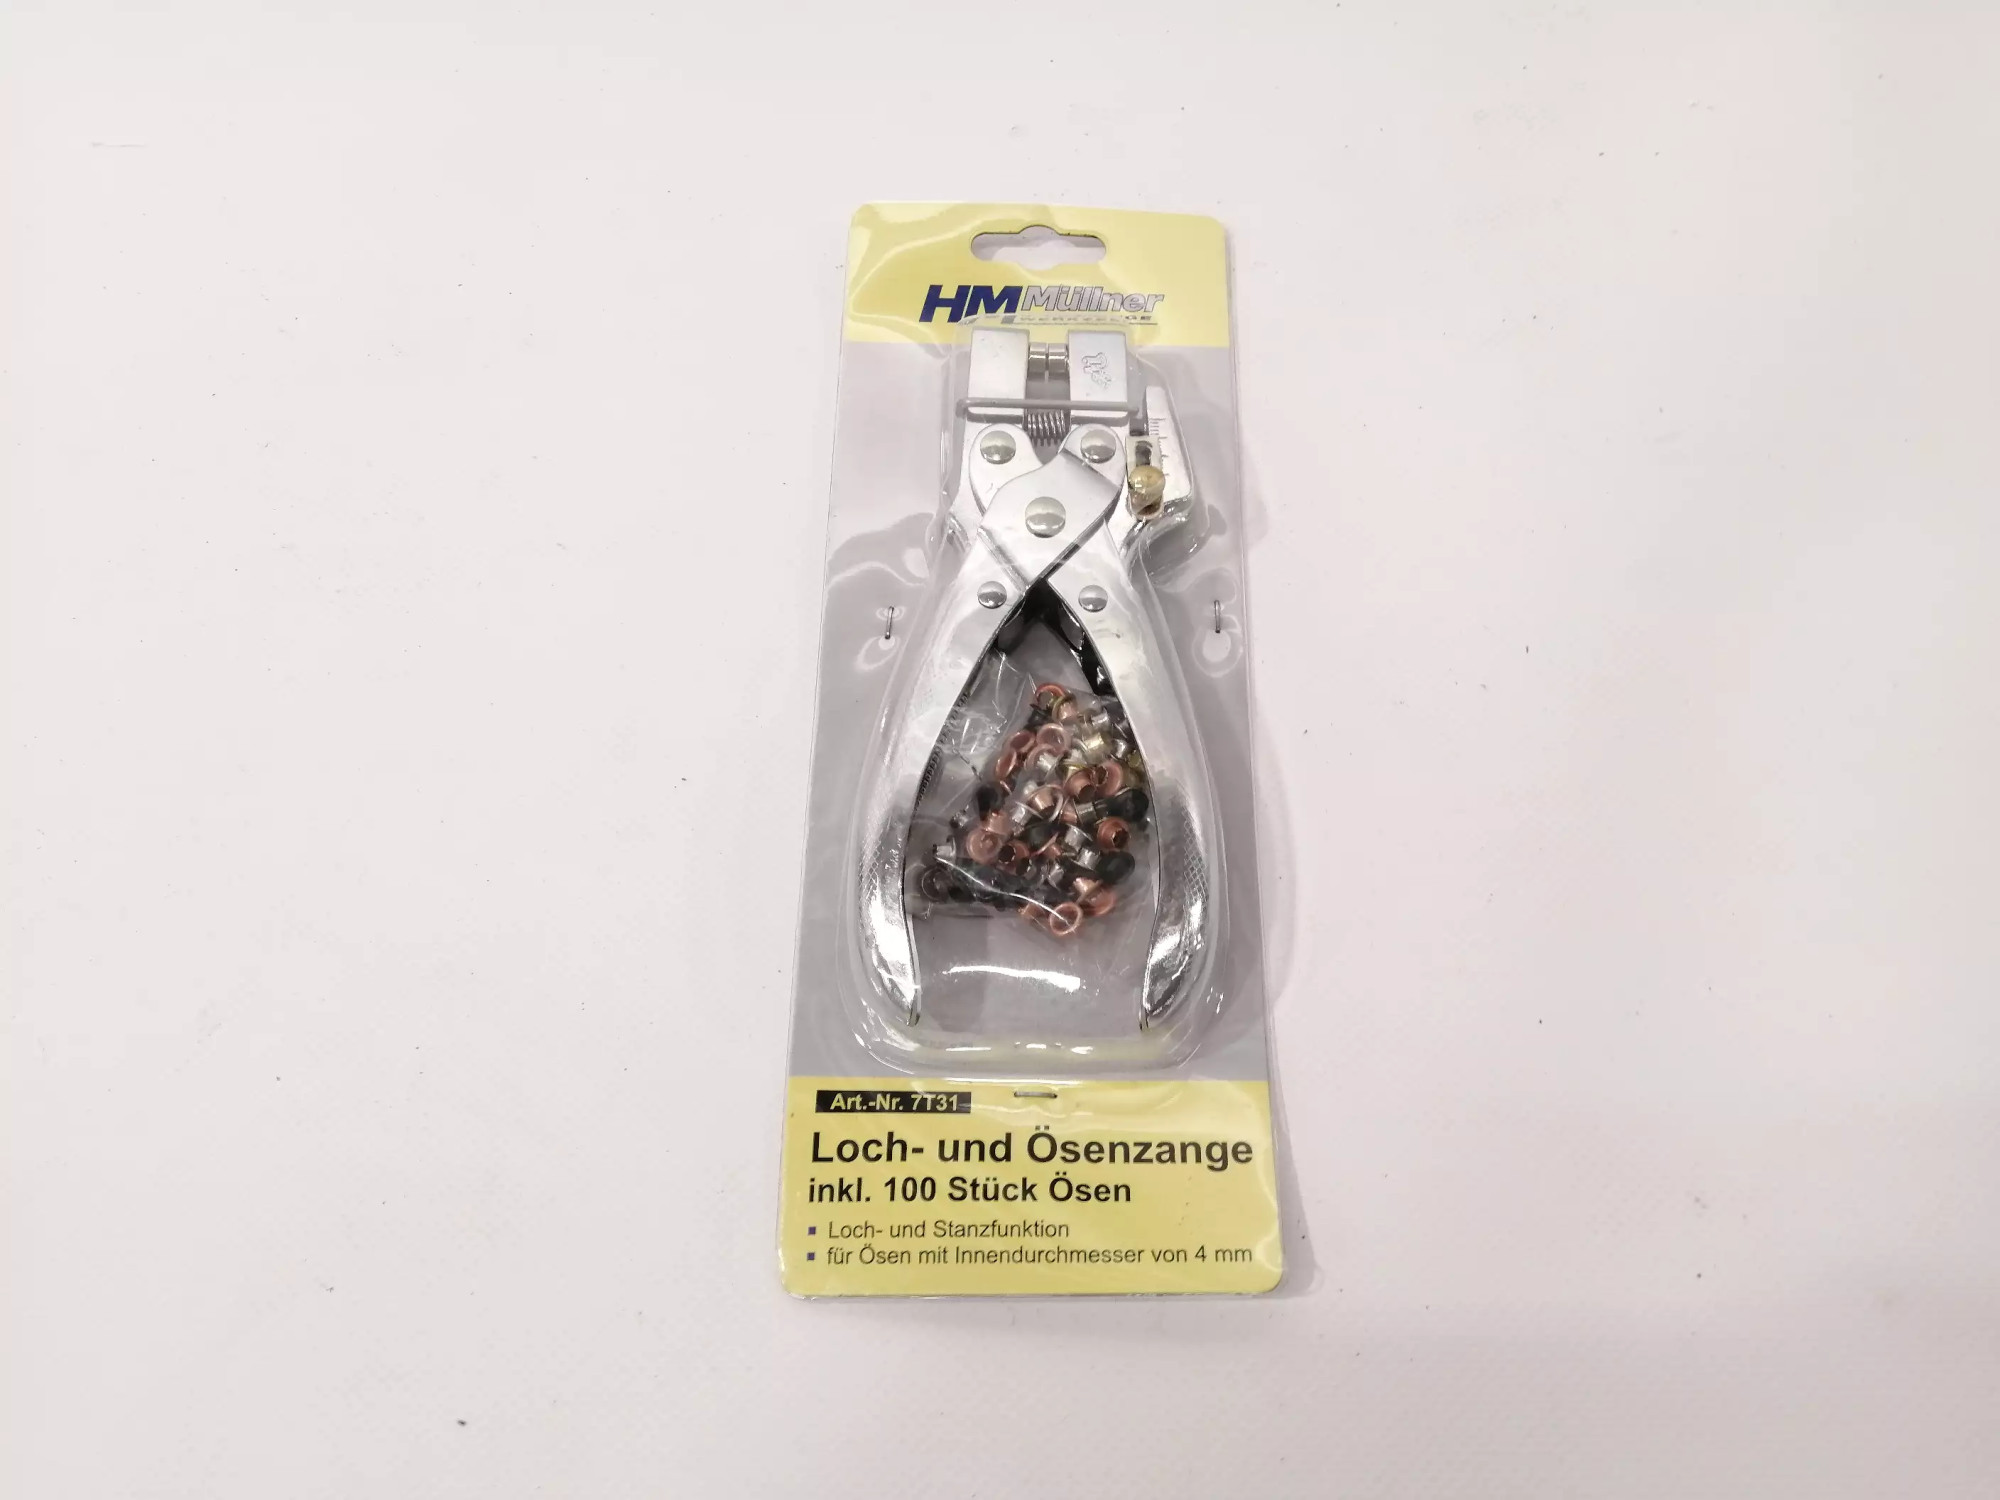 HM Müllner
WERKZEUGE
Art.-Nr. 7T31
Loch- und Ösenzange
inkl. 100 Stück Ösen
Loch- und Stanzfunktion
für Ösen mit Innendurchmesser von 4 mm